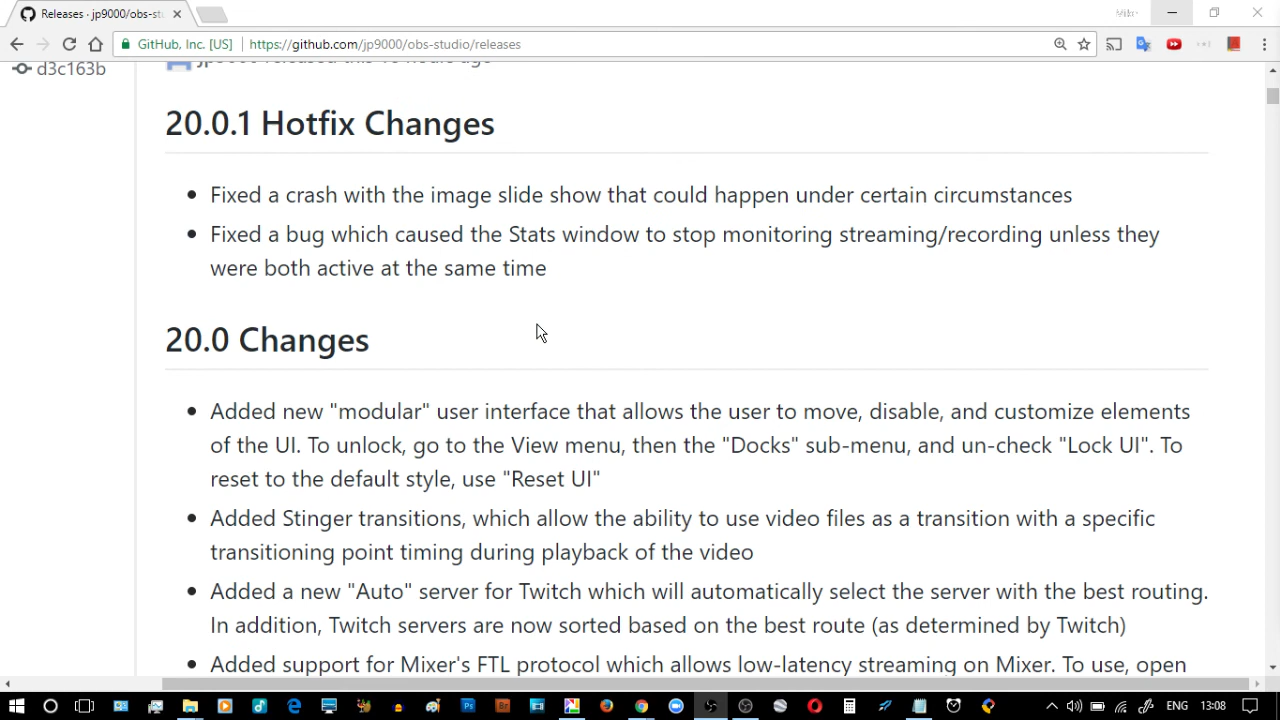 Releases · jp9000/obs-stu
GitHub, Inc. [US]
https://github.com/jp9000/obs-studio/releases
d3c163b
jp9000 released this 16 hours ago
20.0.1 Hotfix Changes
Fixed a crash with the image slide show that could happen under certain circumstances
Fixed a bug which caused the Stats window to stop monitoring streaming/recording unless they
were both active at the same time
20.0 Changes
Added new "modular" user interface that allows the user to move, disable, and customize elements
of the UI. To unlock, go to the View menu, then the "Docks" sub-menu, and un-check "Lock UI". To
reset to the default style, use "Reset UI"
Added Stinger transitions, which allow the ability to use video files as a transition with a specific
transitioning point timing during playback of the video
Added a new "Auto" server for Twitch which will automatically select the server with the best routing.
In addition, Twitch servers are now sorted based on the best route (as determined by Twitch)
Added support for Mixer's FTL protocol which allows low-latency streaming on Mixer. To use, open
ENG
13:08